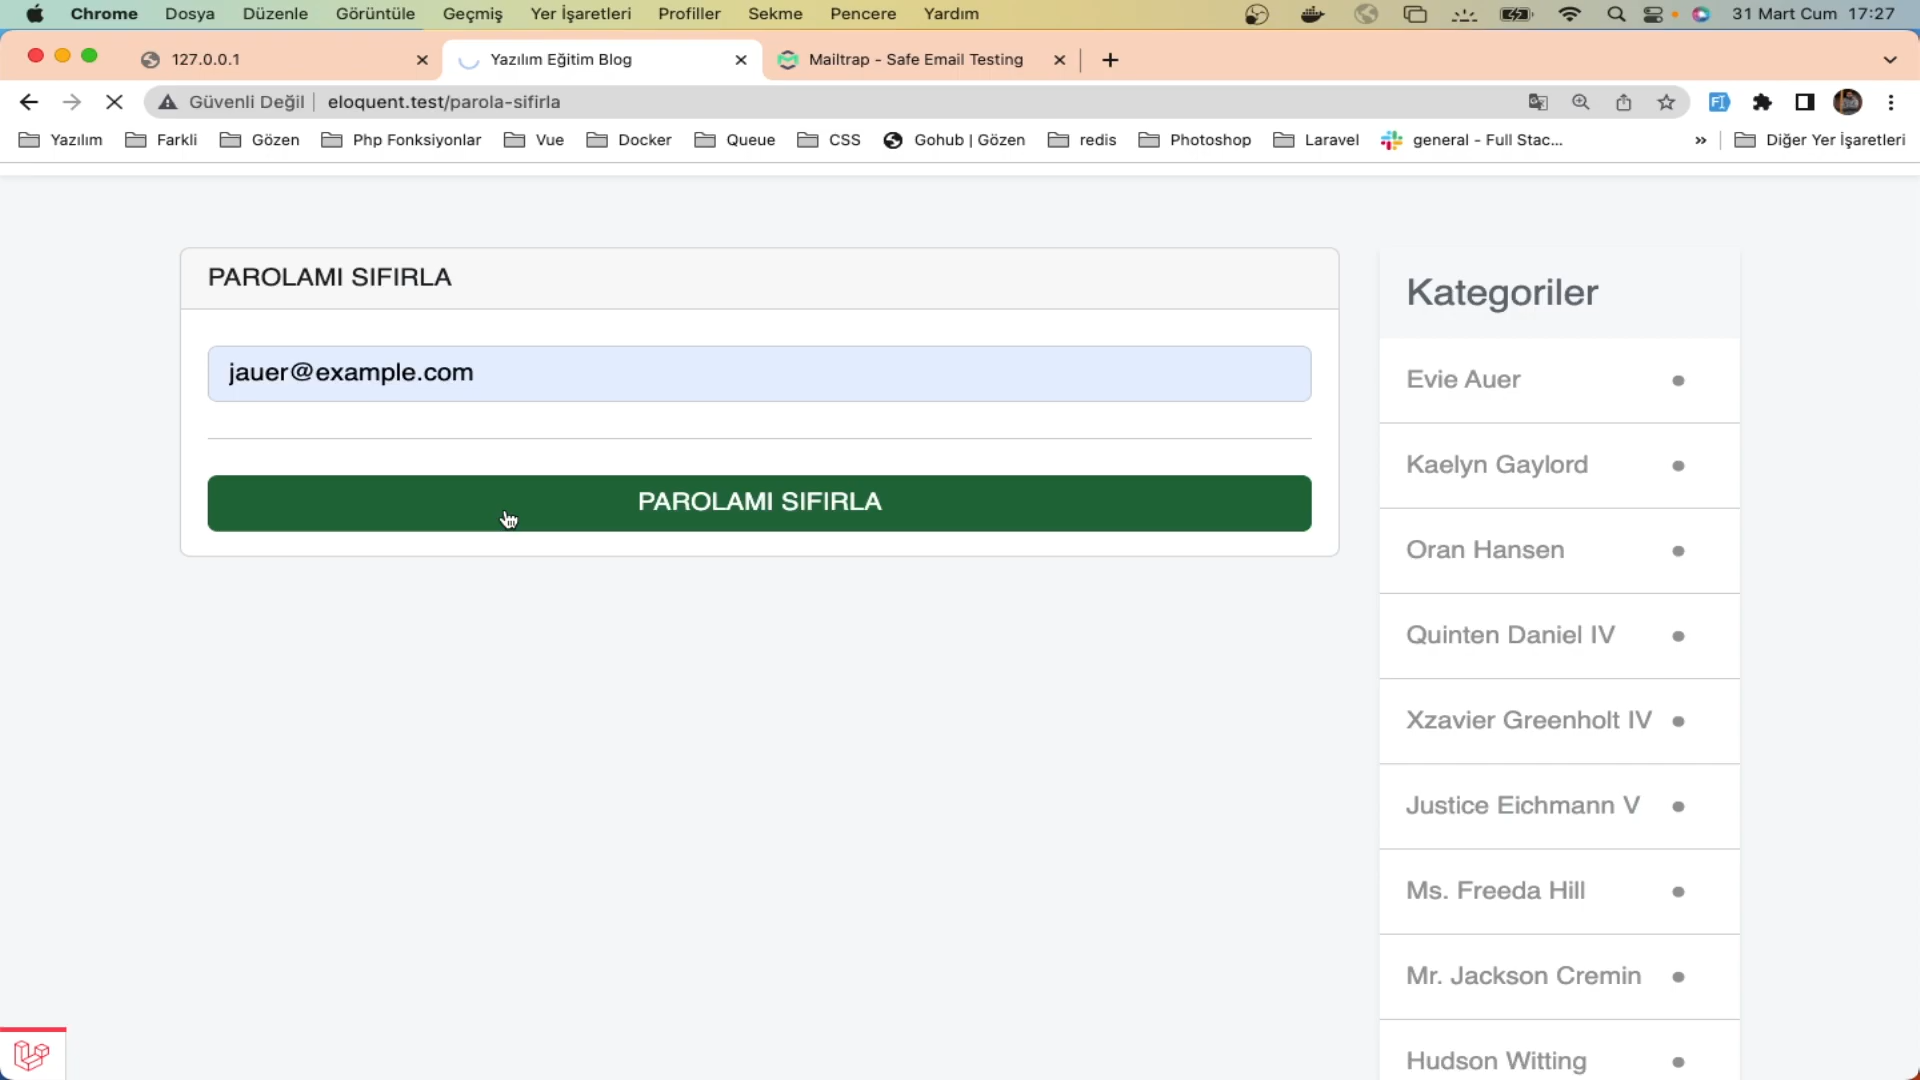 Chrome Dosya Düzenle Görüntüle Geçmiş Yer İşaretleri Profiller Sekme Pencere Yardım 31 Mart Cum 17:27
127.0.0.1 Yazılım Eğitim Blog Mailtrap - Safe Email Testing
Güvenli Değil eloquent.test/parola-sifirla
Yazılım Farkli Gözen Php Fonksiyonlar Vue Docker Queue CSS Gohub | Gözen redis Photoshop Laravel general - Full Stac... » Diğer Yer İşaretleri
PAROLAMI SIFIRLA
jauer@example.com
PAROLAMI SIFIRLA
Kategoriler
Evie Auer
Kaelyn Gaylord
Oran Hansen
Quinten Daniel IV
Xzavier Greenholt IV
Justice Eichmann V
Ms. Freeda Hill
Mr. Jackson Cremin
Hudson Witting